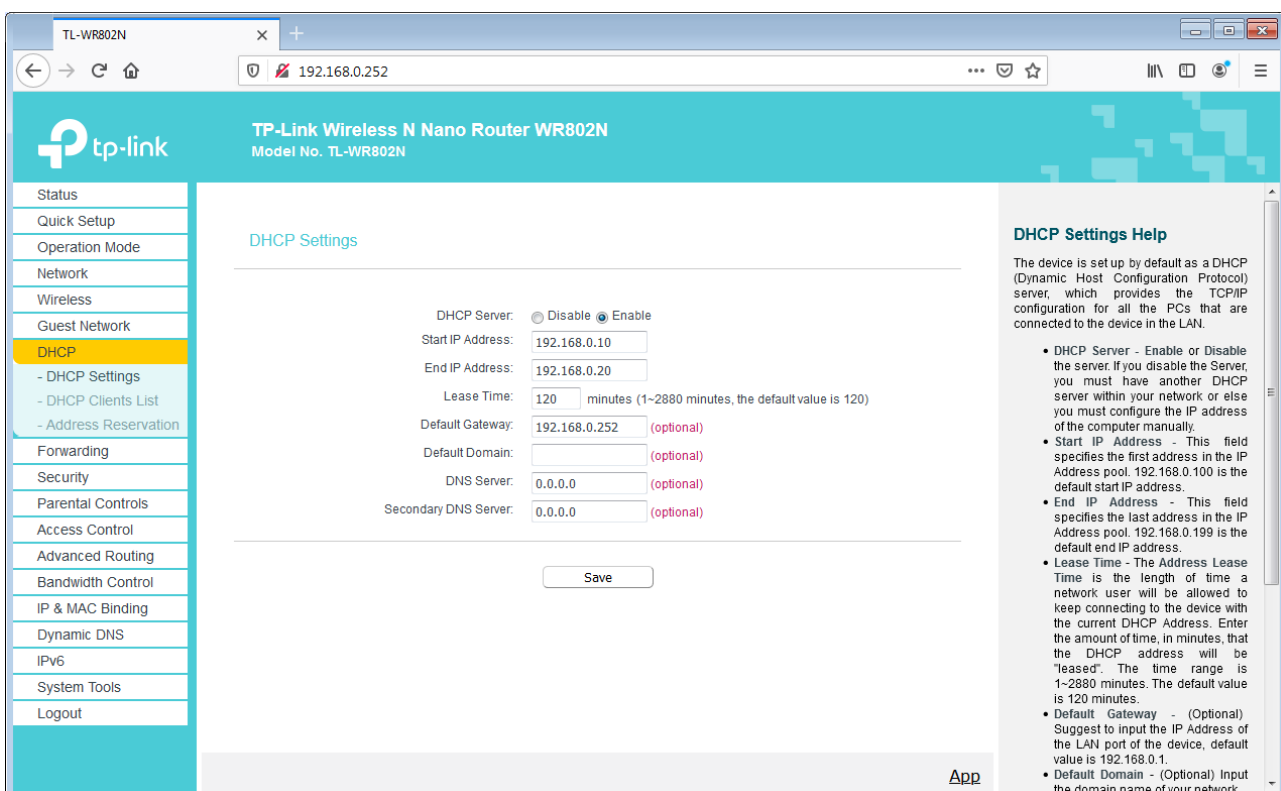 TL-WR802N
192.168.0.252
tp-link
TP-Link Wireless N Nano Router WR802N
Model No. TL-WR802N
Status
Quick Setup
Operation Mode
Network
Wireless
Guest Network
DHCP
- DHCP Settings
- DHCP Clients List
- Address Reservation
Forwarding
Security
Parental Controls
Access Control
Advanced Routing
Bandwidth Control
IP & MAC Binding
Dynamic DNS
IPv6
System Tools
Logout
DHCP Settings
DHCP Server: Disable Enable
Start IP Address: 192.168.0.10
End IP Address: 192.168.0.20
Lease Time: 120 minutes (1~2880 minutes, the default value is 120)
Default Gateway: 192.168.0.252 (optional)
Default Domain: (optional)
DNS Server: 0.0.0.0 (optional)
Secondary DNS Server: 0.0.0.0 (optional)
Save
App
DHCP Settings Help
The device is set up by default as a DHCP
(Dynamic Host Configuration Protocol)
server, which provides the TCP/IP
configuration for all the PCs that are
connected to the device in the LAN.
• DHCP Server - Enable or Disable
the server. If you disable the Server,
you must have another DHCP
server within your network or else
you must configure the IP address
of the computer manually.
• Start IP Address - This field
specifies the first address in the IP
Address pool. 192.168.0.100 is the
default start IP address.
• End IP Address - This field
specifies the last address in the IP
Address pool. 192.168.0.199 is the
default end IP address.
• Lease Time - The Address Lease
Time is the length of time a
network user will be allowed to
keep connecting to the device with
the current DHCP Address. Enter
the amount of time, in minutes, that
the DHCP address will be
"leased". The time range is
1~2880 minutes. The default value
is 120 minutes.
• Default Gateway - (Optional)
Suggest to input the IP Address of
the LAN port of the device, default
value is 192.168.0.1.
• Default Domain - (Optional) Input
the domain name of your network.